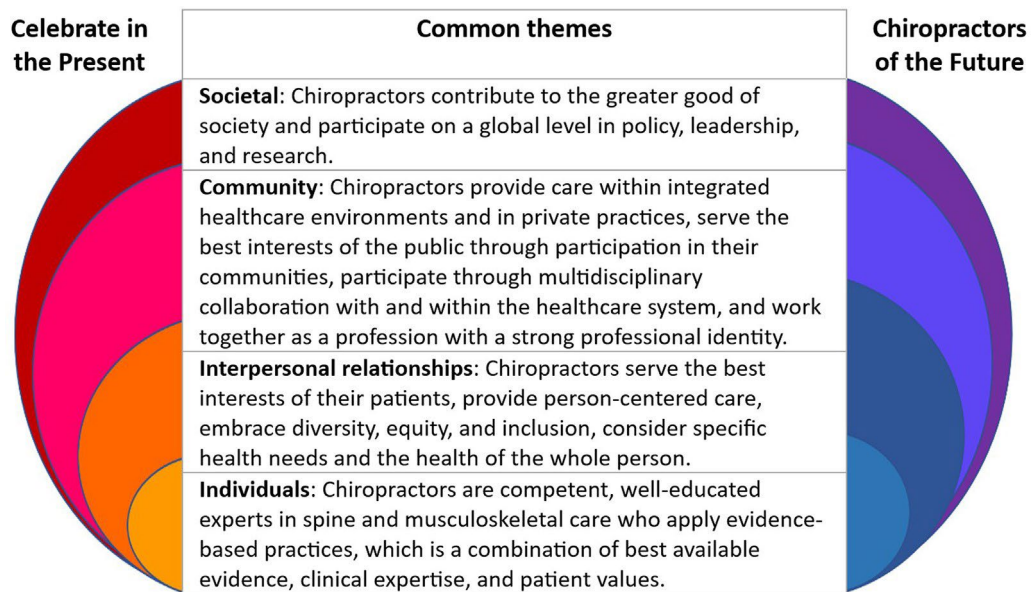 Celebrate in
the Present
Common themes
Chiropractors
of the Future
Societal: Chiropractors contribute to the greater good of
society and participate on a global level in policy, leadership,
and research.
Community: Chiropractors provide care within integrated
healthcare environments and in private practices, serve the
best interests of the public through participation in their
communities, participate through multidisciplinary
collaboration with and within the healthcare system, and work
together as a profession with a strong professional identity.
Interpersonal relationships: Chiropractors serve the best
interests of their patients, provide person-centered care,
embrace diversity, equity, and inclusion, consider specific
health needs and the health of the whole person.
Individuals: Chiropractors are competent, well-educated
experts in spine and musculoskeletal care who apply evidence-
based practices, which is a combination of best available
evidence, clinical expertise, and patient values.